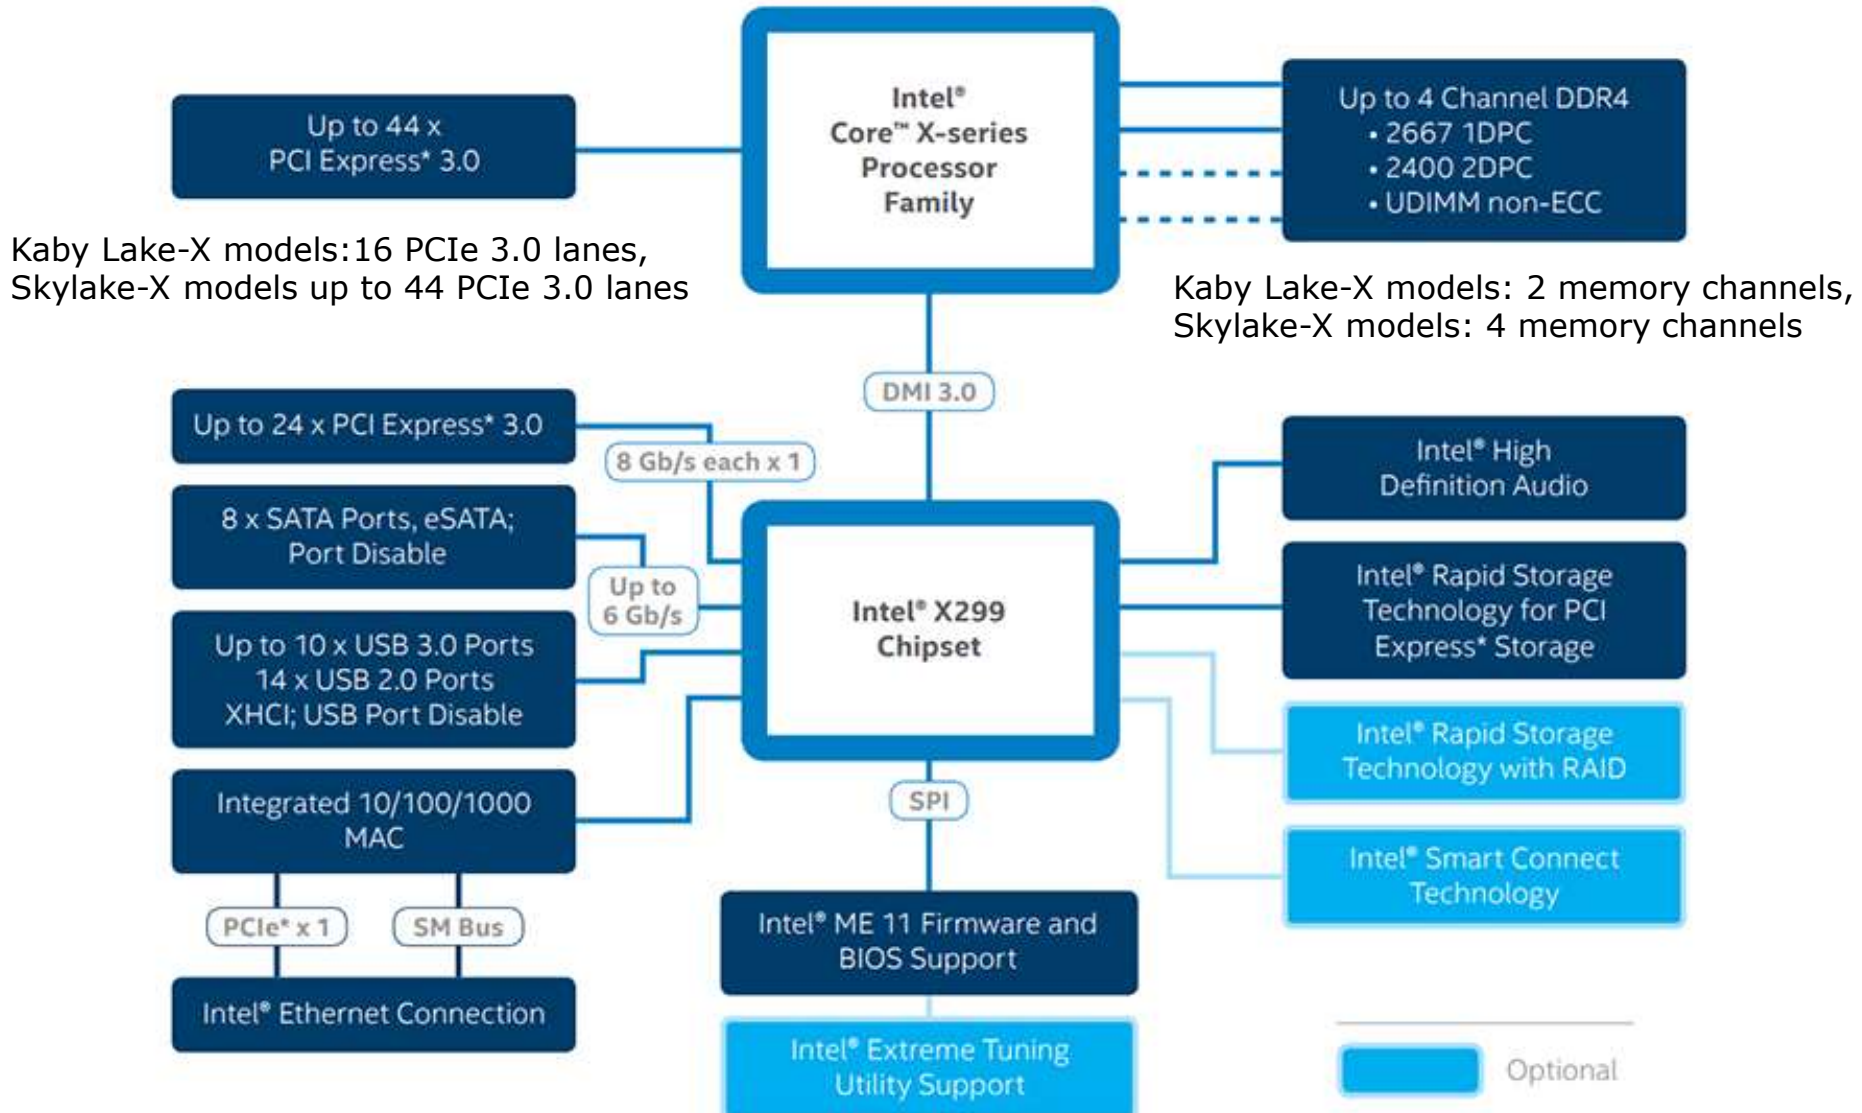 Intel®
Core™ X-series
Processor
Family
Up to 44 x
PCI Express* 3.0
Up to 4 Channel DDR4
• 2667 1DPC
• 2400 2DPC
• UDIMM non-ECC
Kaby Lake-X models:16 PCIe 3.0 lanes,
Skylake-X models up to 44 PCIe 3.0 lanes
Kaby Lake-X models: 2 memory channels,
Skylake-X models: 4 memory channels
DMI 3.0
Up to 24 x PCI Express* 3.0
8 Gb/s each x 1
8 x SATA Ports, eSATA;
Port Disable
Up to
6 Gb/s
Up to 10 x USB 3.0 Ports
14 x USB 2.0 Ports
XHCI; USB Port Disable
Integrated 10/100/1000
MAC
PCIe* x 1
SM Bus
Intel® Ethernet Connection
Intel® X299
Chipset
SPI
Intel® ME 11 Firmware and
BIOS Support
Intel® Extreme Tuning
Utility Support
Intel® High
Definition Audio
Intel® Rapid Storage
Technology for PCI
Express* Storage
Intel® Rapid Storage
Technology with RAID
Intel® Smart Connect
Technology
Optional